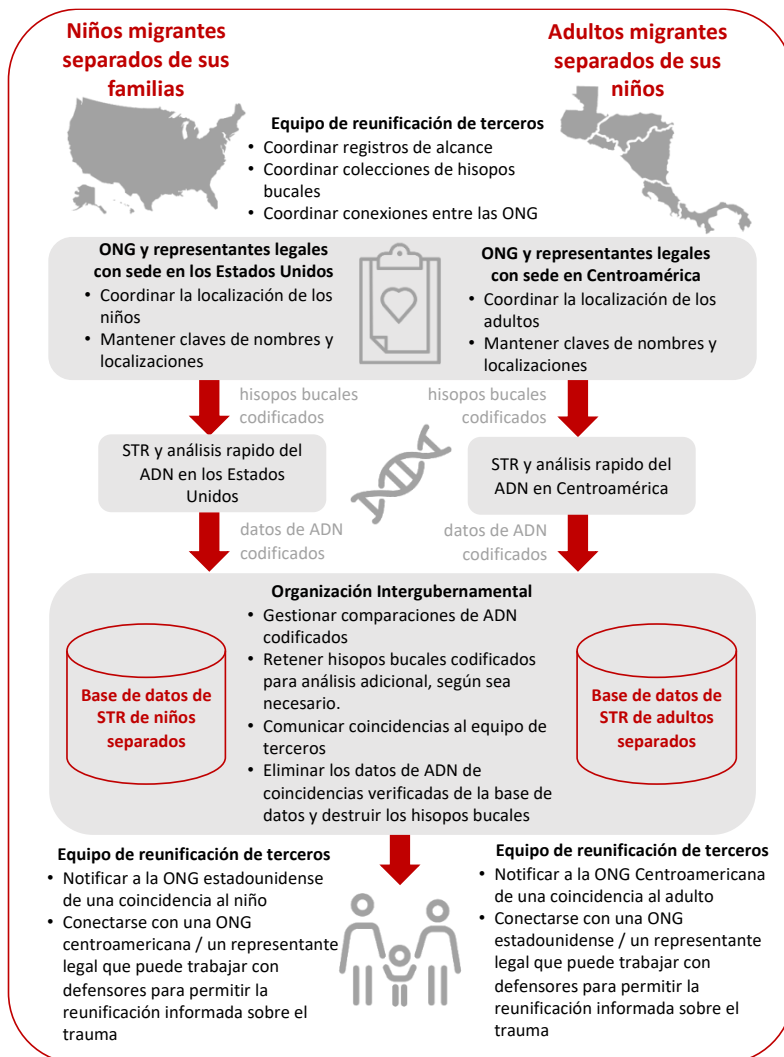 Niños migrantes
separados de sus
familias
Adultos migrantes
separados de sus
niños
Equipo de reunificación de terceros
• Coordinar registros de alcance
• Coordinar colecciones de hisopos
bucales
• Coordinar conexiones entre las ONG
ONG y representantes legales
con sede en los Estados Unidos
• Coordinar la localización de los
niños
• Mantener claves de nombres y
localizaciones
ONG y representantes legales
con sede en Centroamérica
• Coordinar la localización de los
adultos
• Mantener claves de nombres y
localizaciones
hisopos bucales
codificados
hisopos bucales
codificados
STR y análisis rapido del
ADN en los Estados
Unidos
STR y análisis rapido del
ADN en Centroamérica
datos de ADN
codificados
datos de ADN
codificados
Organización Intergubernamental
• Gestionar comparaciones de ADN
codificados
• Retener hisopos bucales codificados
para análisis adicional, según sea
necesario.
• Comunicar coincidencias al equipo de
terceros
• Eliminar los datos de ADN de
coincidencias verificadas de la base de
datos y destruir los hisopos bucales
Base de datos de
STR de niños
separados
Base de datos de
STR de adultos
separados
Equipo de reunificación de terceros
• Notificar a la ONG estadounidense
de una coincidencia al niño
• Conectarse con una ONG
centroamericana / un representante
legal que puede trabajar con
defensores para permitir la
reunificación informada sobre el
trauma
Equipo de reunificación de terceros
• Notificar a la ONG Centroamericana
de una coincidencia al adulto
• Conectarse con una ONG
estadounidense / un representante
legal que puede trabajar con
defensores para permitir la
reunificación informada sobre el
trauma